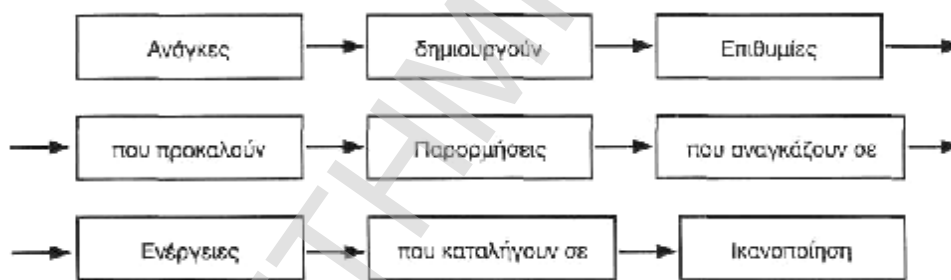 Ανάγκες δημιουργούν Επιθυμίες
που προκαλούν Παρορμήσεις που αναγκάζουν σε
Ενέργειες που καταλήγουν σε Ικανοποίηση